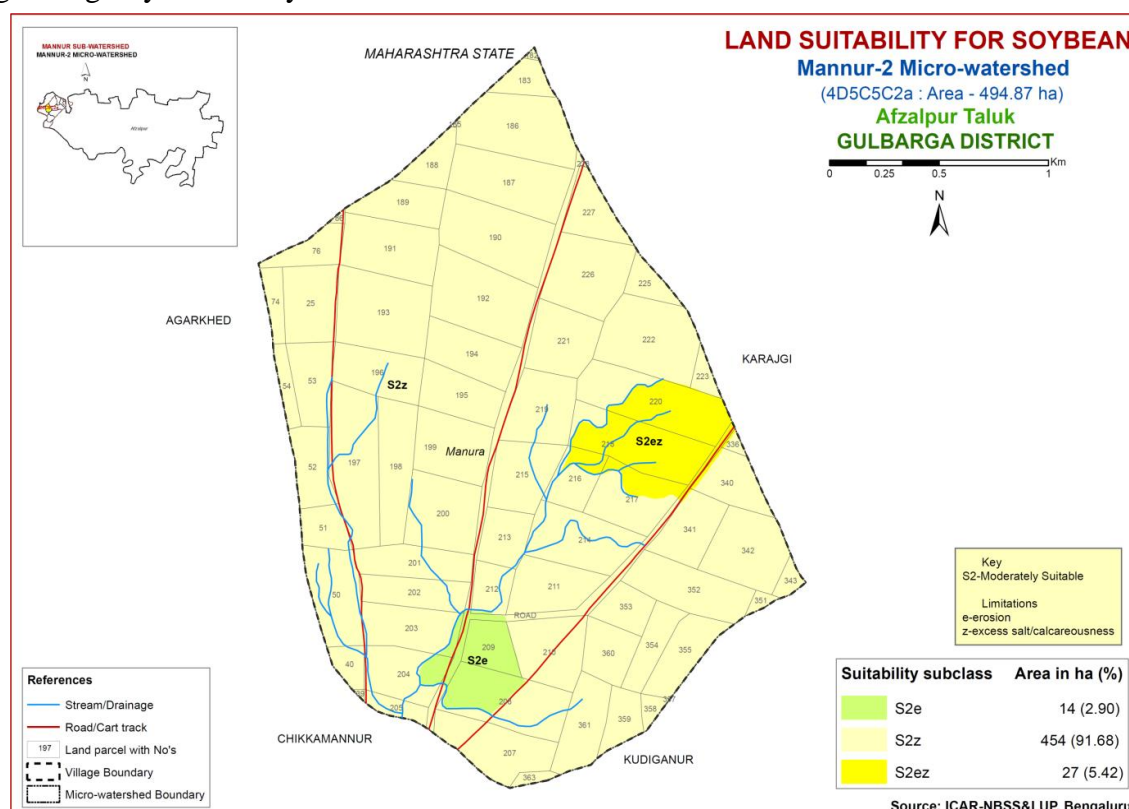 MANNUR SUB-WATERSHED
MANNUR-2 MICRO-WATERSHED
N
Afzalpur
MAHARASHTRA STATE
LAND SUITABILITY FOR SOYBEAN
Mannur-2 Micro-watershed
(4D5C5C2a : Area - 494.87 ha)
Afzalpur Taluk
GULBARGA DISTRICT
Km
0 0.25 0.5 1
N
182
183
186
188
187
189
227
190
76
191
226
225
74
25
192
193
221
222
AGARKHED
KARAJGI
194
54
53
196
S2z
223
195
220
219
S2ez
336
199
Manura
52
197
198
215
216
340
217
200
51
213
341
214
342
201
212
211
343
50
202
352
351
ROAD
353
203
209
354
S2e
210
360
355
40
204
208
205
358
359
361
CHIKKAMANNUR
207
KUDIGANUR
363
Key
S2-Moderately Suitable
Limitations
e-erosion
z-excess salt/calcareousness
References
Stream/Drainage
Road/Cart track
197 Land parcel with No's
Village Boundary
Micro-watershed Boundary
Suitability subclass Area in ha (%)
S2e 14 (2.90)
S2z 454 (91.68)
S2ez 27 (5.42)
Source: ICAR-NBSS&LUP, Bengaluru